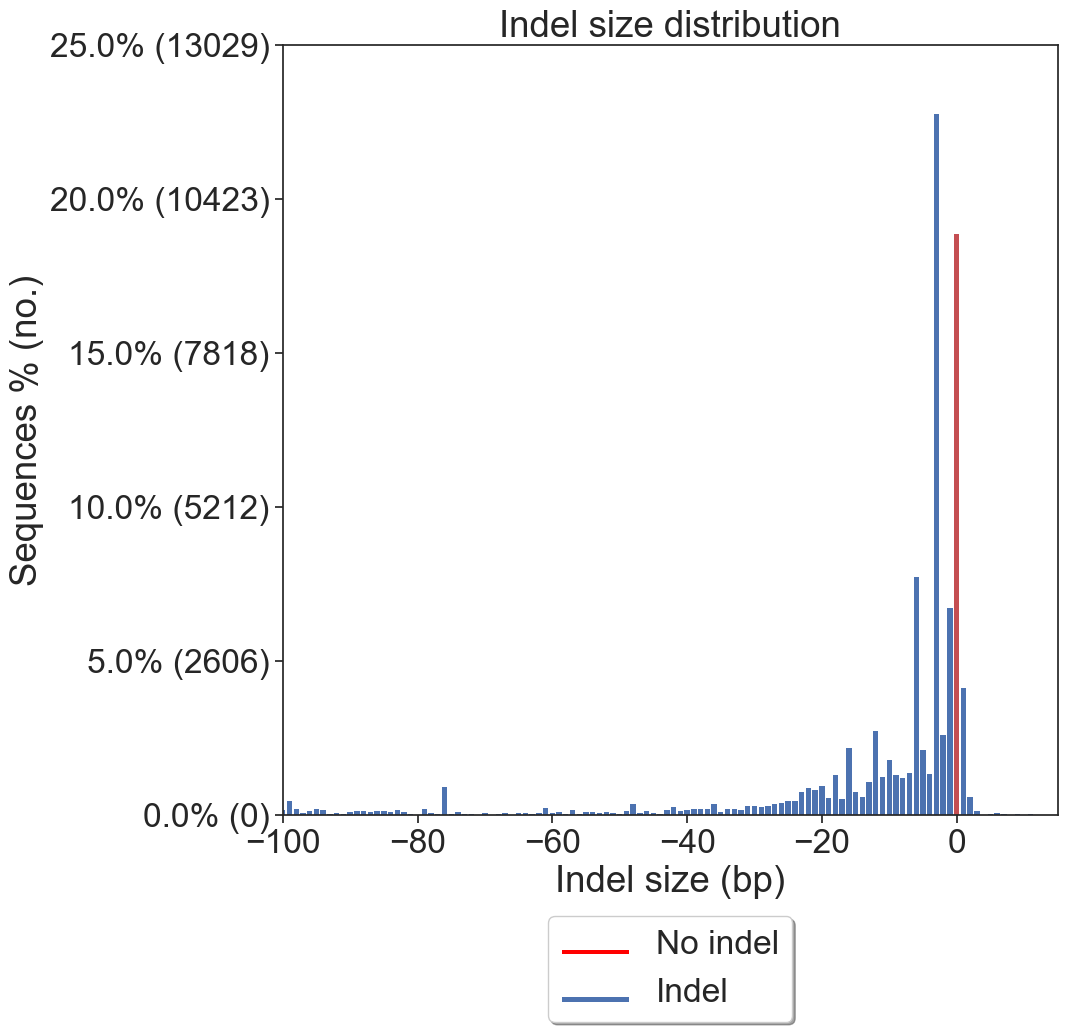 Indel size distribution
25.0% (13029)
20.0% (10423)
15.0% (7818)
10.0% (5212)
5.0% (2606)
0.0% (0)
Sequences % (no.)
−100 −80 −60 −40 −20 0
Indel size (bp)
No indel
Indel